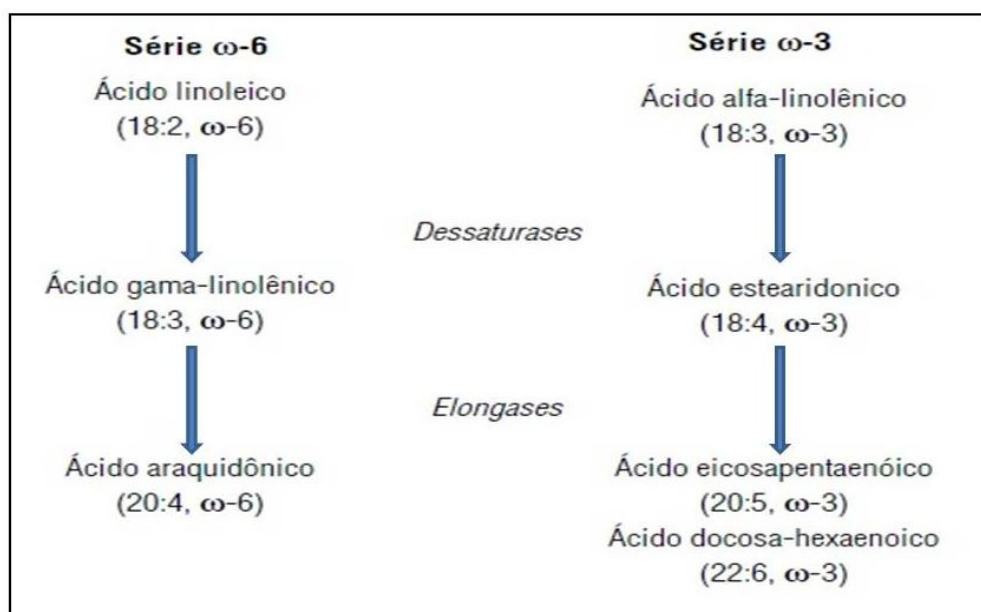 Série ω-6
Ácido linoleico
(18:2, ω-6)
Série ω-3
Ácido alfa-linolênico
(18:3, ω-3)
Dessaturases
Ácido gama-linolênico
(18:3, ω-6)
Ácido estearidonico
(18:4, ω-3)
Elongases
Ácido araquidônico
(20:4, ω-6)
Ácido eicosapentaenóico
(20:5, ω-3)
Ácido docosa-hexaenoico
(22:6, ω-3)